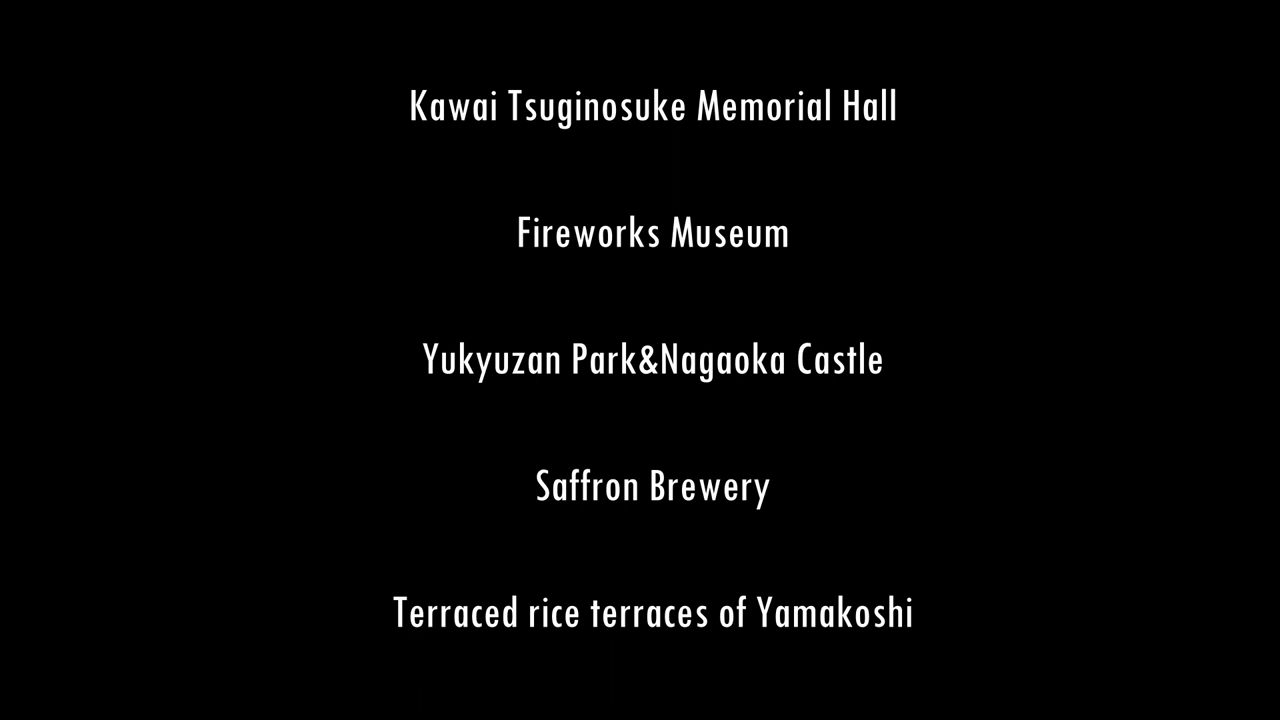 Kawai Tsuginosuke Memorial Hall
Fireworks Museum
Yukyuzan Park&Nagaoka Castle
Saffron Brewery
Terraced rice terraces of Yamakoshi